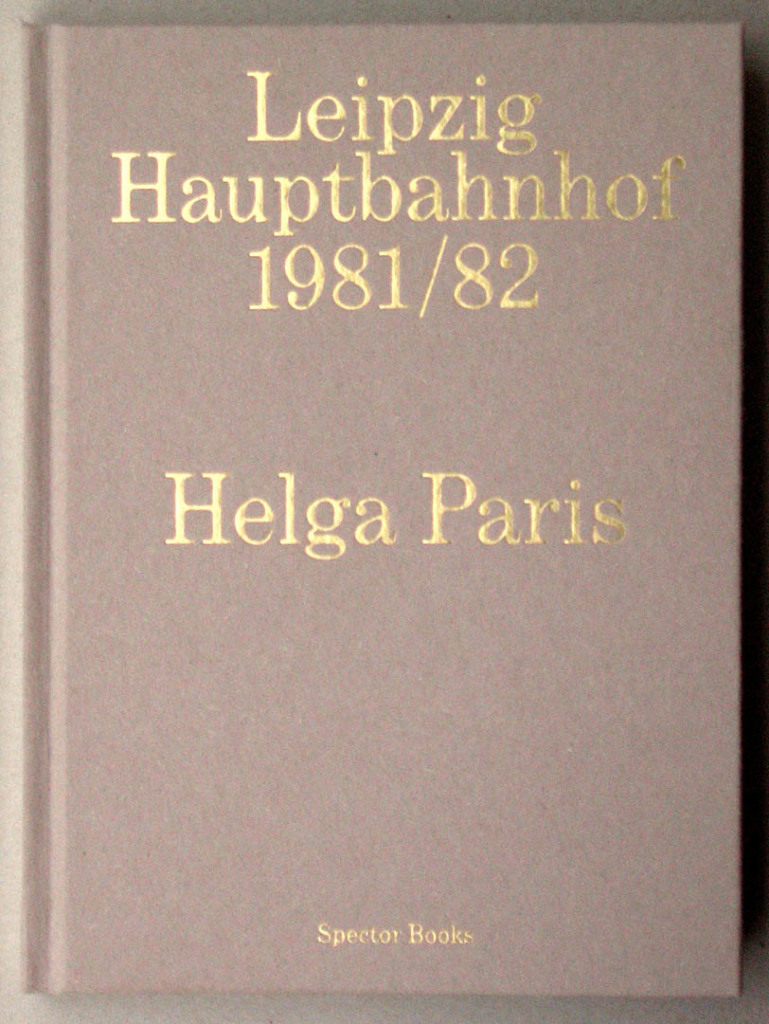 Leipzig
Hauptbahnhof
1981/82
Helga Paris
Spector Books